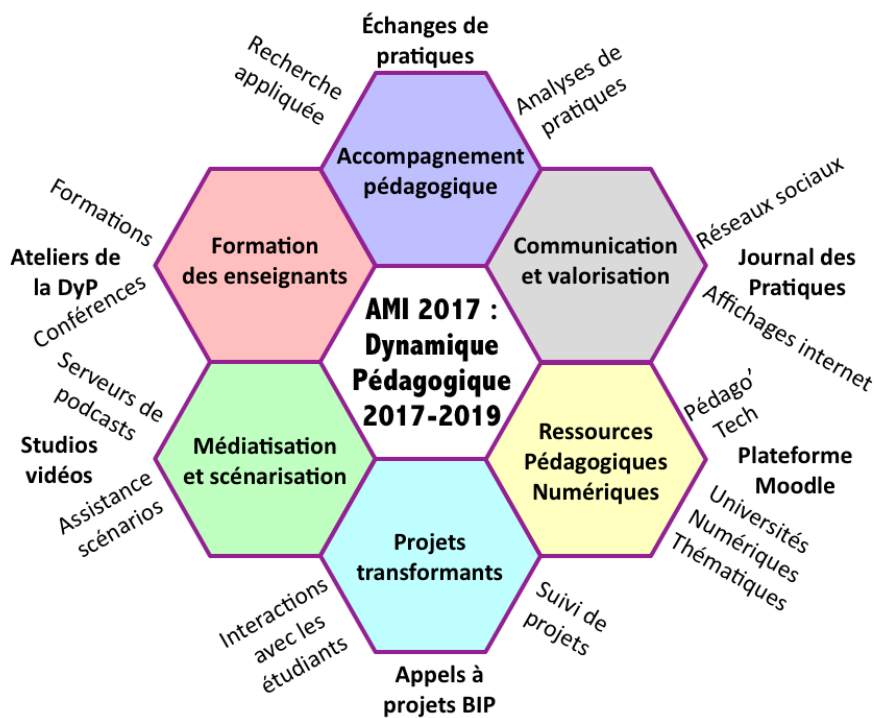 Échanges de
pratiques
Recherche
appliquée
Analyses de
pratiques
Accompagnement
pédagogique
Formations
Ateliers de
la DyP
Conférences
Formation
des enseignants
Communication
et valorisation
Réseaux sociaux
Journal des
Pratiques
Affichages internet
AMI 2017 :
Dynamique
Pédagogique
2017-2019
Serveurs de
podcasts
Studios
vidéos
Assistance
scénarios
Médiatisation
et scénarisation
Ressources
Pédagogiques
Numériques
Pédago’
Tech
Plateforme
Moodle
Universités
Numériques
Thématiques
Projets
transformants
Interactions
avec les
étudiants
Appels à
projets BIP
Suivi de
projets